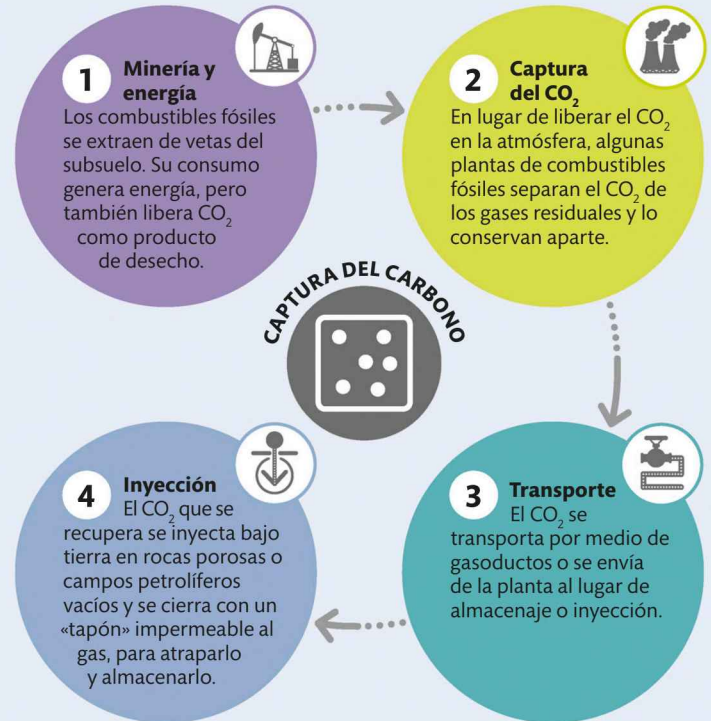 1
Minería y
energía
Los combustibles fósiles
se extraen de vetas del
subsuelo. Su consumo
genera energía, pero
también libera CO₂
como producto
de desecho.
2
Captura
del CO₂
En lugar de liberar el CO₂
en la atmósfera, algunas
plantas de combustibles
fósiles separan el CO₂ de
los gases residuales y lo
conservan aparte.
CAPTURA DEL CARBONO
3
Transporte
El CO₂ se
transporta por medio de
gasoductos o se envía
de la planta al lugar de
almacenaje o inyección.
4
Inyección
El CO₂ que se
recupera se inyecta bajo
tierra en rocas porosas o
campos petrolíferos
vacíos y se cierra con un
«tapón» impermeable al
gas, para atraparlo
y almacenarlo.